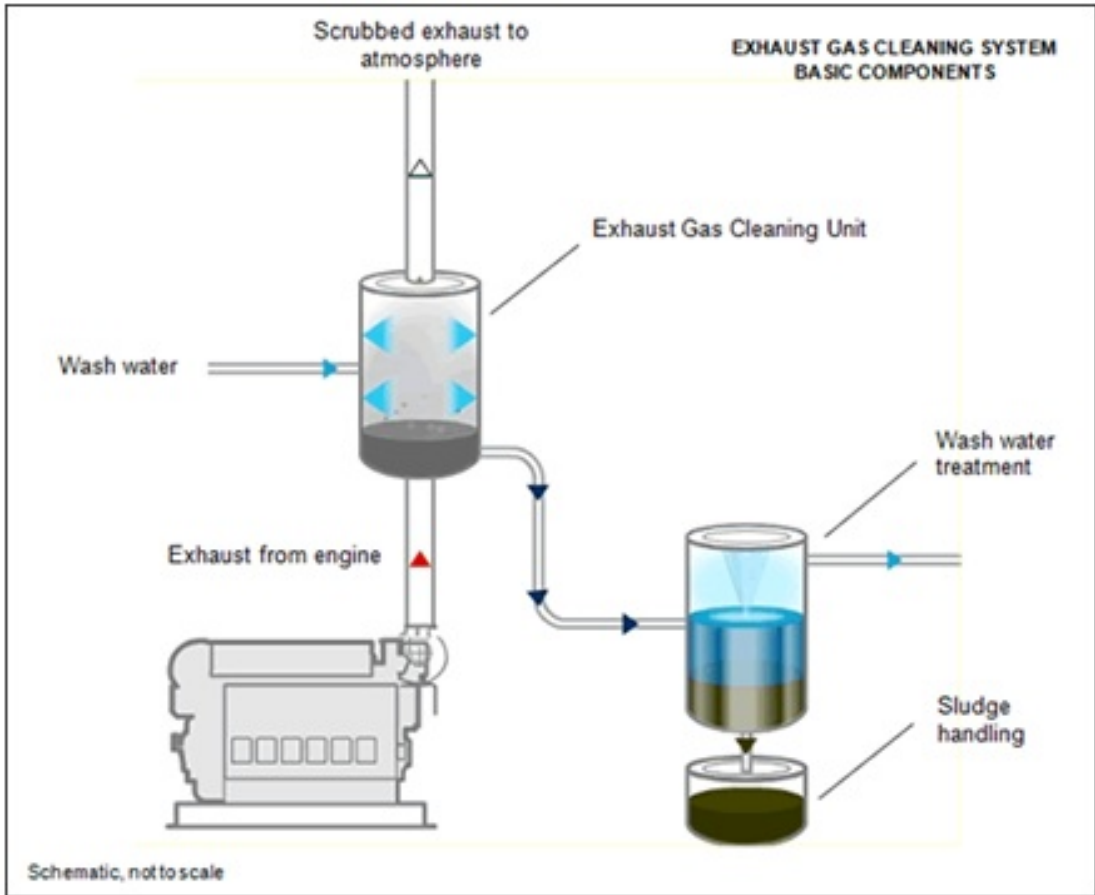 Scrubbed exhaust to
atmosphere
EXHAUST GAS CLEANING SYSTEM
BASIC COMPONENTS
Exhaust Gas Cleaning Unit
Wash water
Wash water
treatment
Exhaust from engine
Sludge
handling
Schematic, not to scale